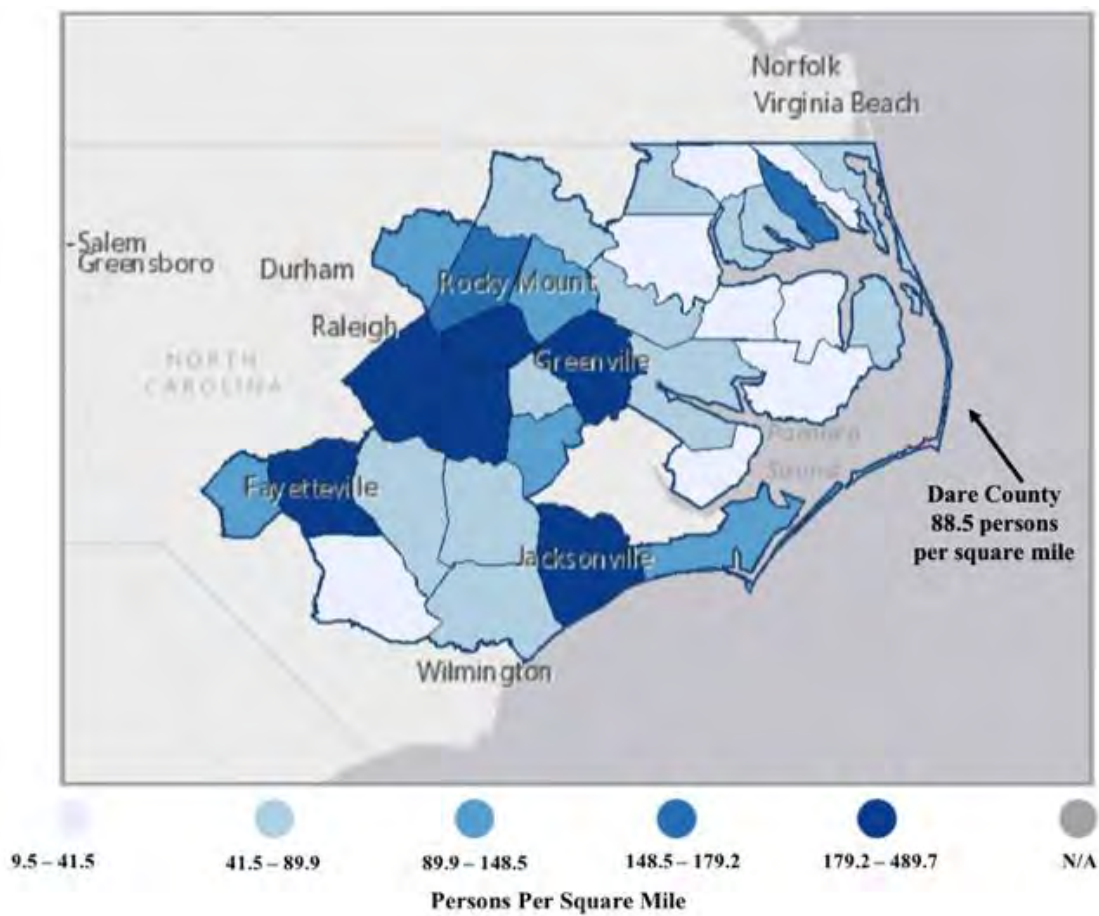 Norfolk
Virginia Beach
-Salem
Greensboro
Durham
Rocky Mount
Raleigh
NORTH
CAROLINA
Greenville
Pamlico
Sound
Fayetteville
Dare County
88.5 persons
per square mile
Jacksonville
Wilmington
9.5 – 41.5
41.5 – 89.9
89.9 – 148.5
148.5 – 179.2
179.2 – 489.7
N/A
Persons Per Square Mile